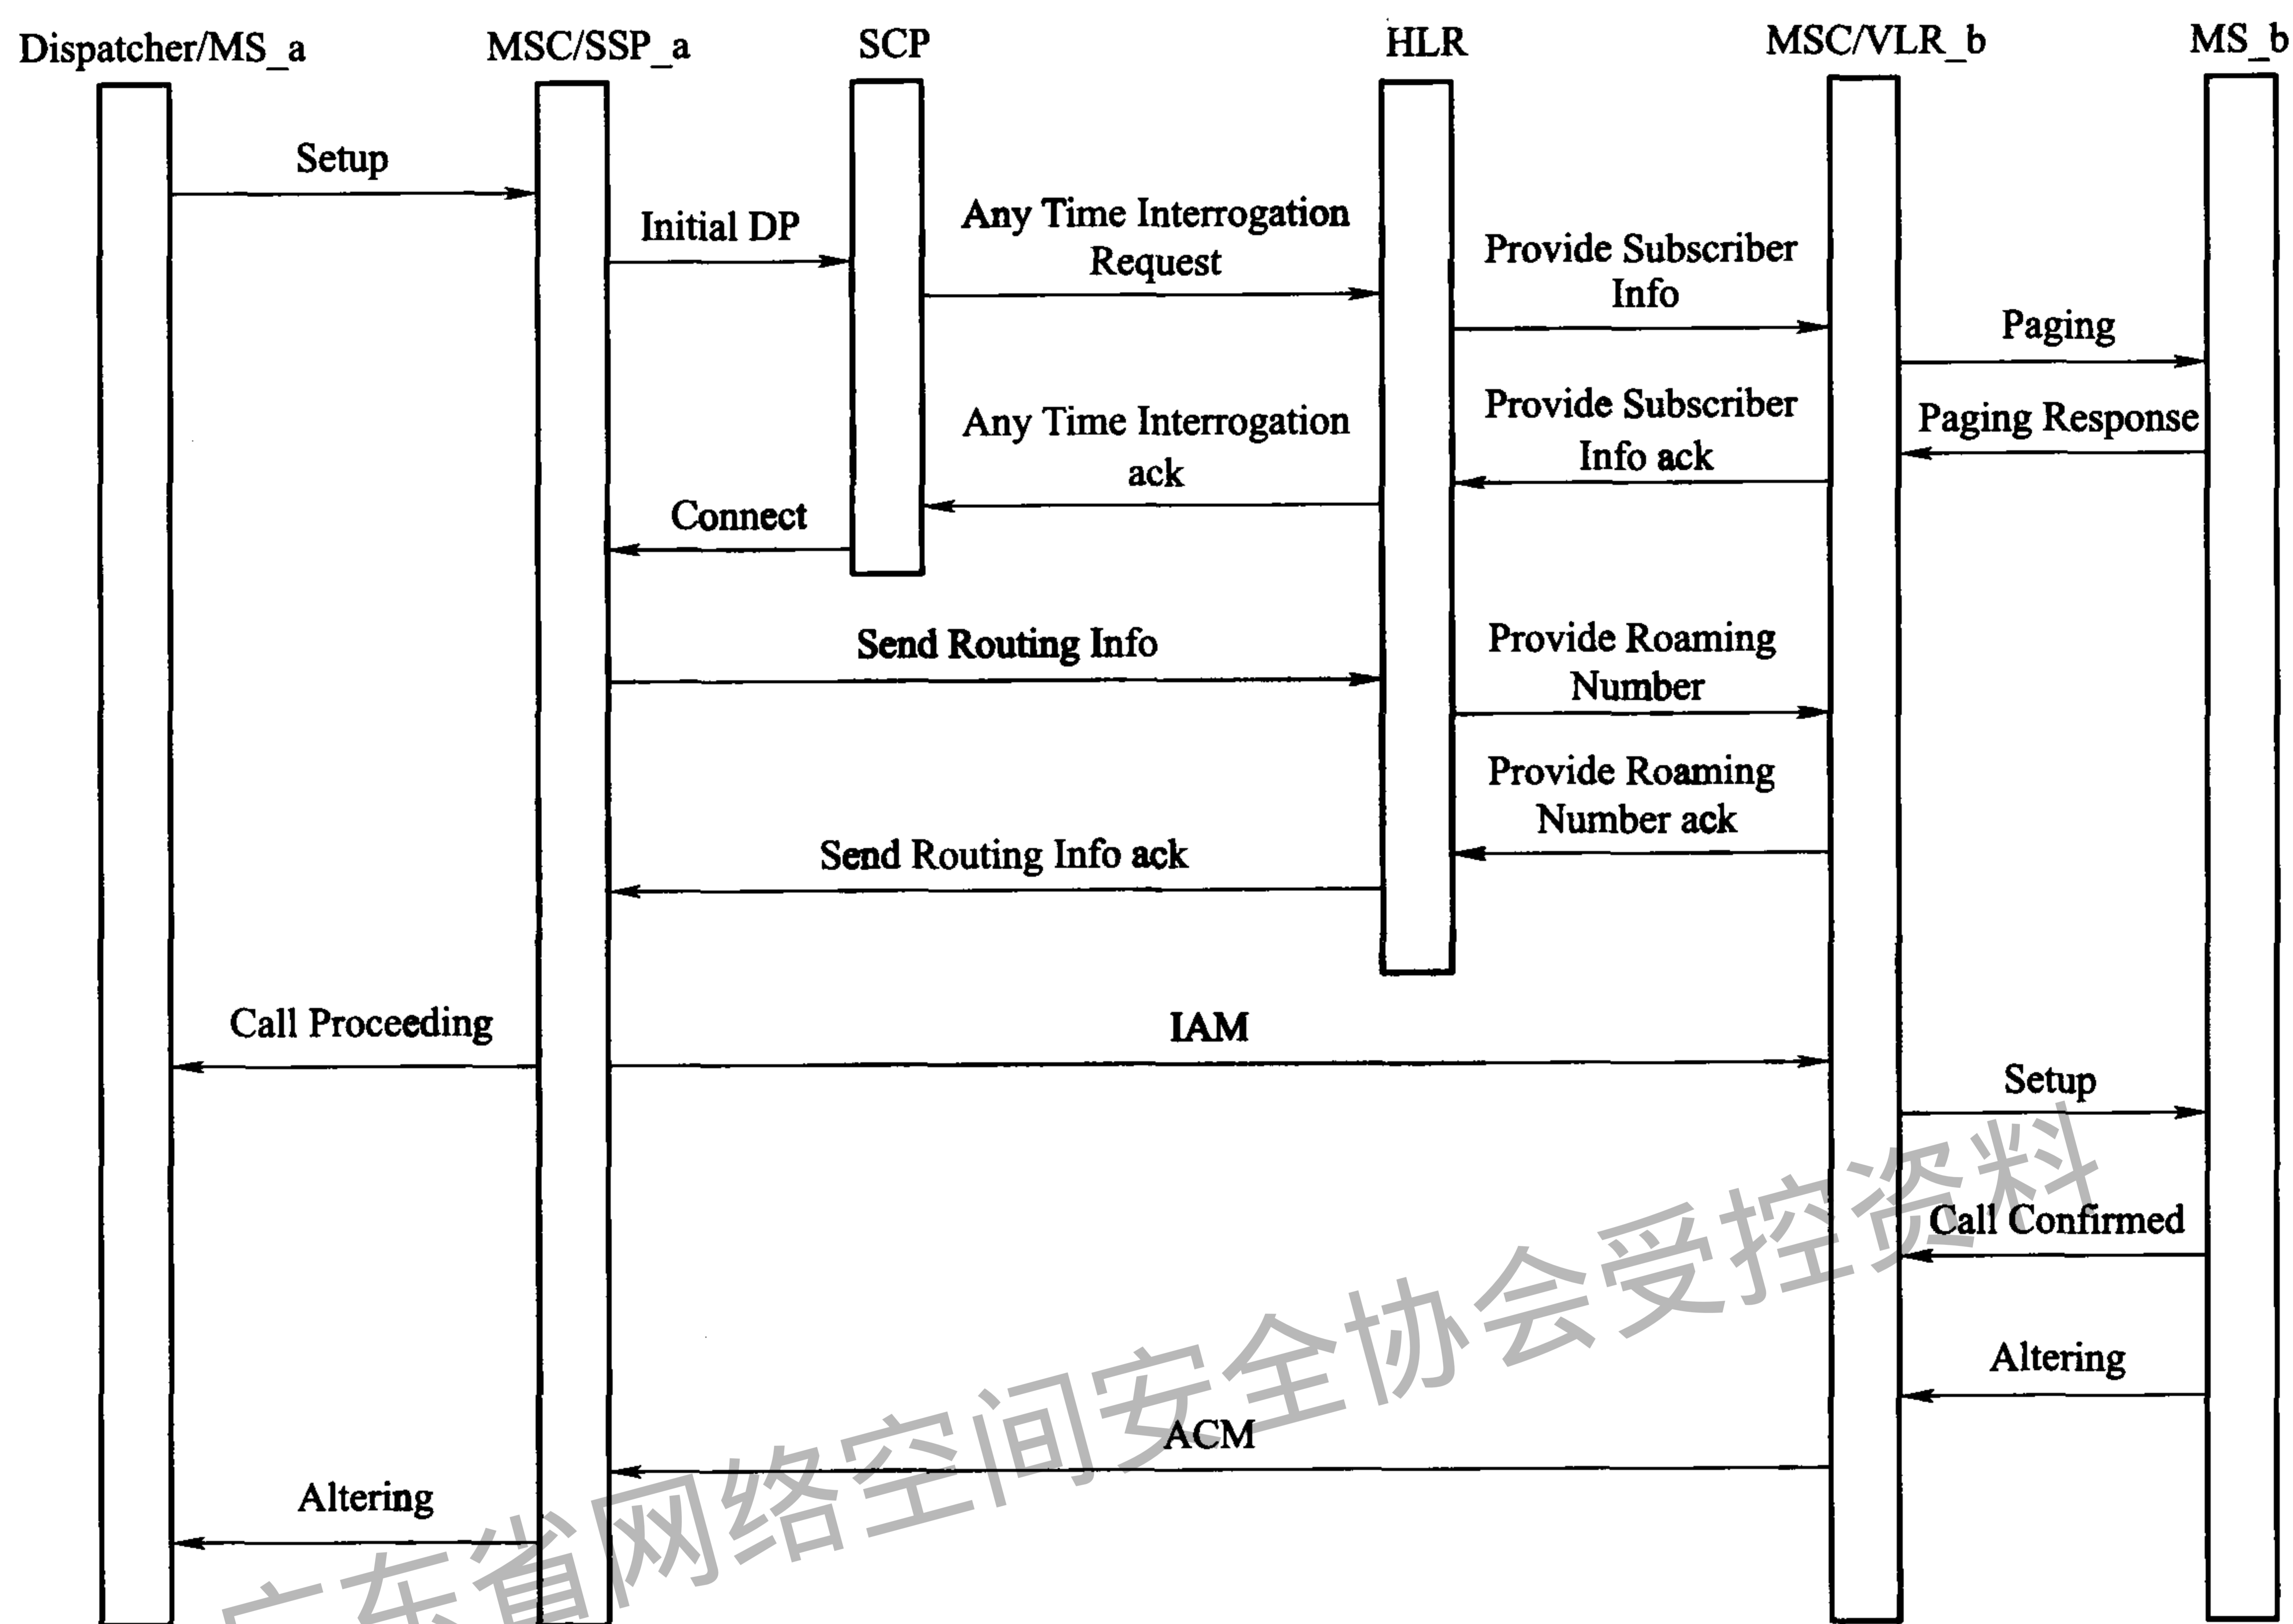 Dispatcher/MS_a
MSC/SSP_a
SCP
HLR
MSC/VLR_b
MS_b
Setup
Initial DP
Any Time Interrogation
Request
Provide Subscriber
Info
Paging
Paging Response
Provide Subscriber
Info ack
Any Time Interrogation
ack
Connect
Send Routing Info
Provide Roaming
Number
Provide Roaming
Number ack
Send Routing Info ack
Call Proceeding
IAM
Setup
Call Confirmed
Altering
ACM
Altering
广东省网络空间安全协会受控资料